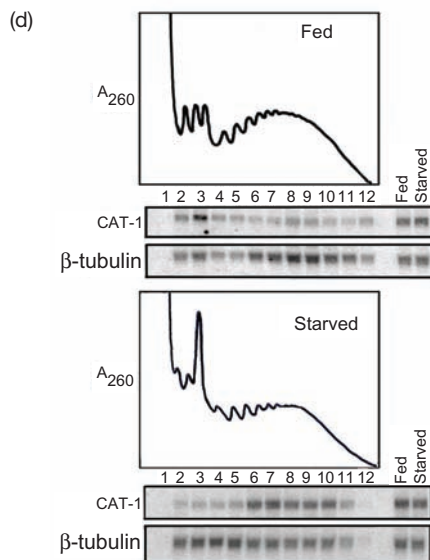 (d)
Fed
A260
1 2 3 4 5 6 7 8 9 10 11 12 Fed Starved
CAT-1
β-tubulin
Starved
A260
1 2 3 4 5 6 7 8 9 10 11 12 Fed Starved
CAT-1
β-tubulin